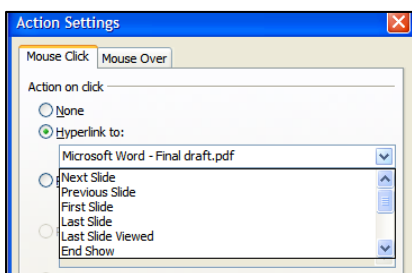 Action Settings
Mouse Click Mouse Over
Action on click
None
Hyperlink to:
Microsoft Word - Final draft.pdf
Next Slide
Previous Slide
First Slide
Last Slide
Last Slide Viewed
End Show